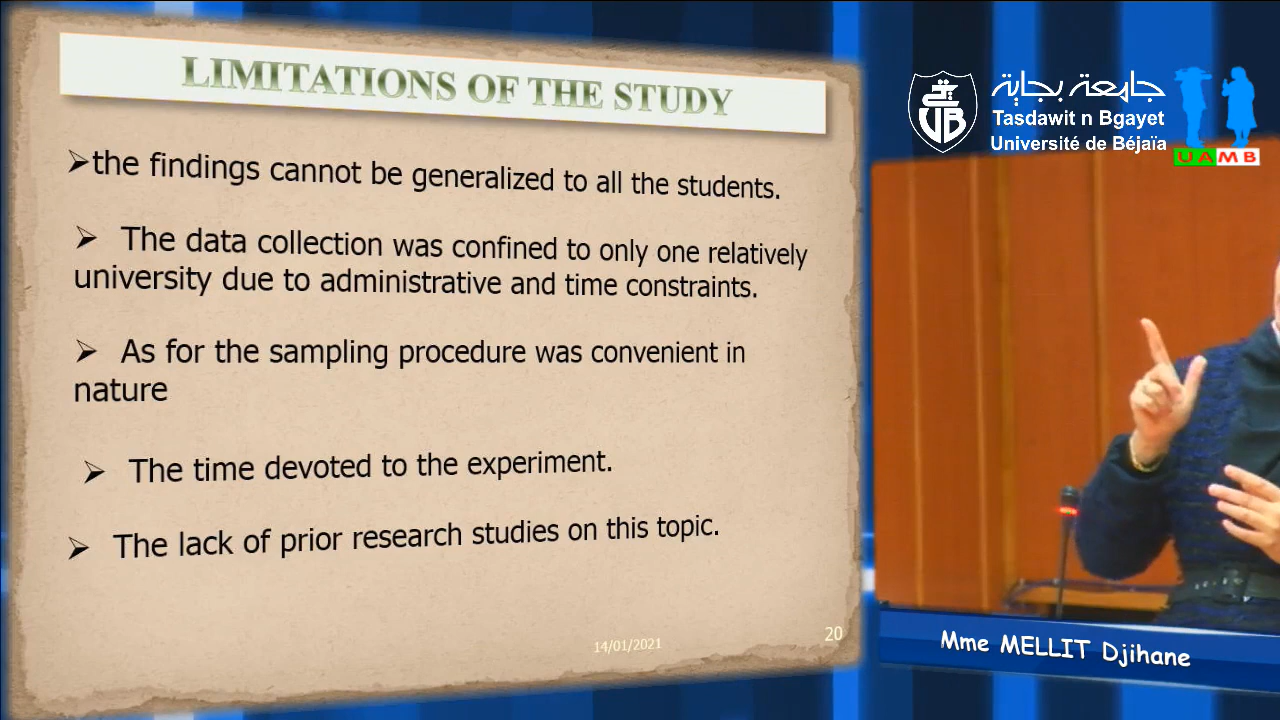 LIMITATIONS OF THE STUDY
➢the findings cannot be generalized to all the students.
➢ The data collection was confined to only one relatively
university due to administrative and time constraints.
➢ As for the sampling procedure was convenient in
nature
➢ The time devoted to the experiment.
➢ The lack of prior research studies on this topic.
14/01/2021
20
UB
جامعة بجاية
Tasdawit n Bgayet
Université de Béjaïa
UAMB
Mme MELLIT Djihane